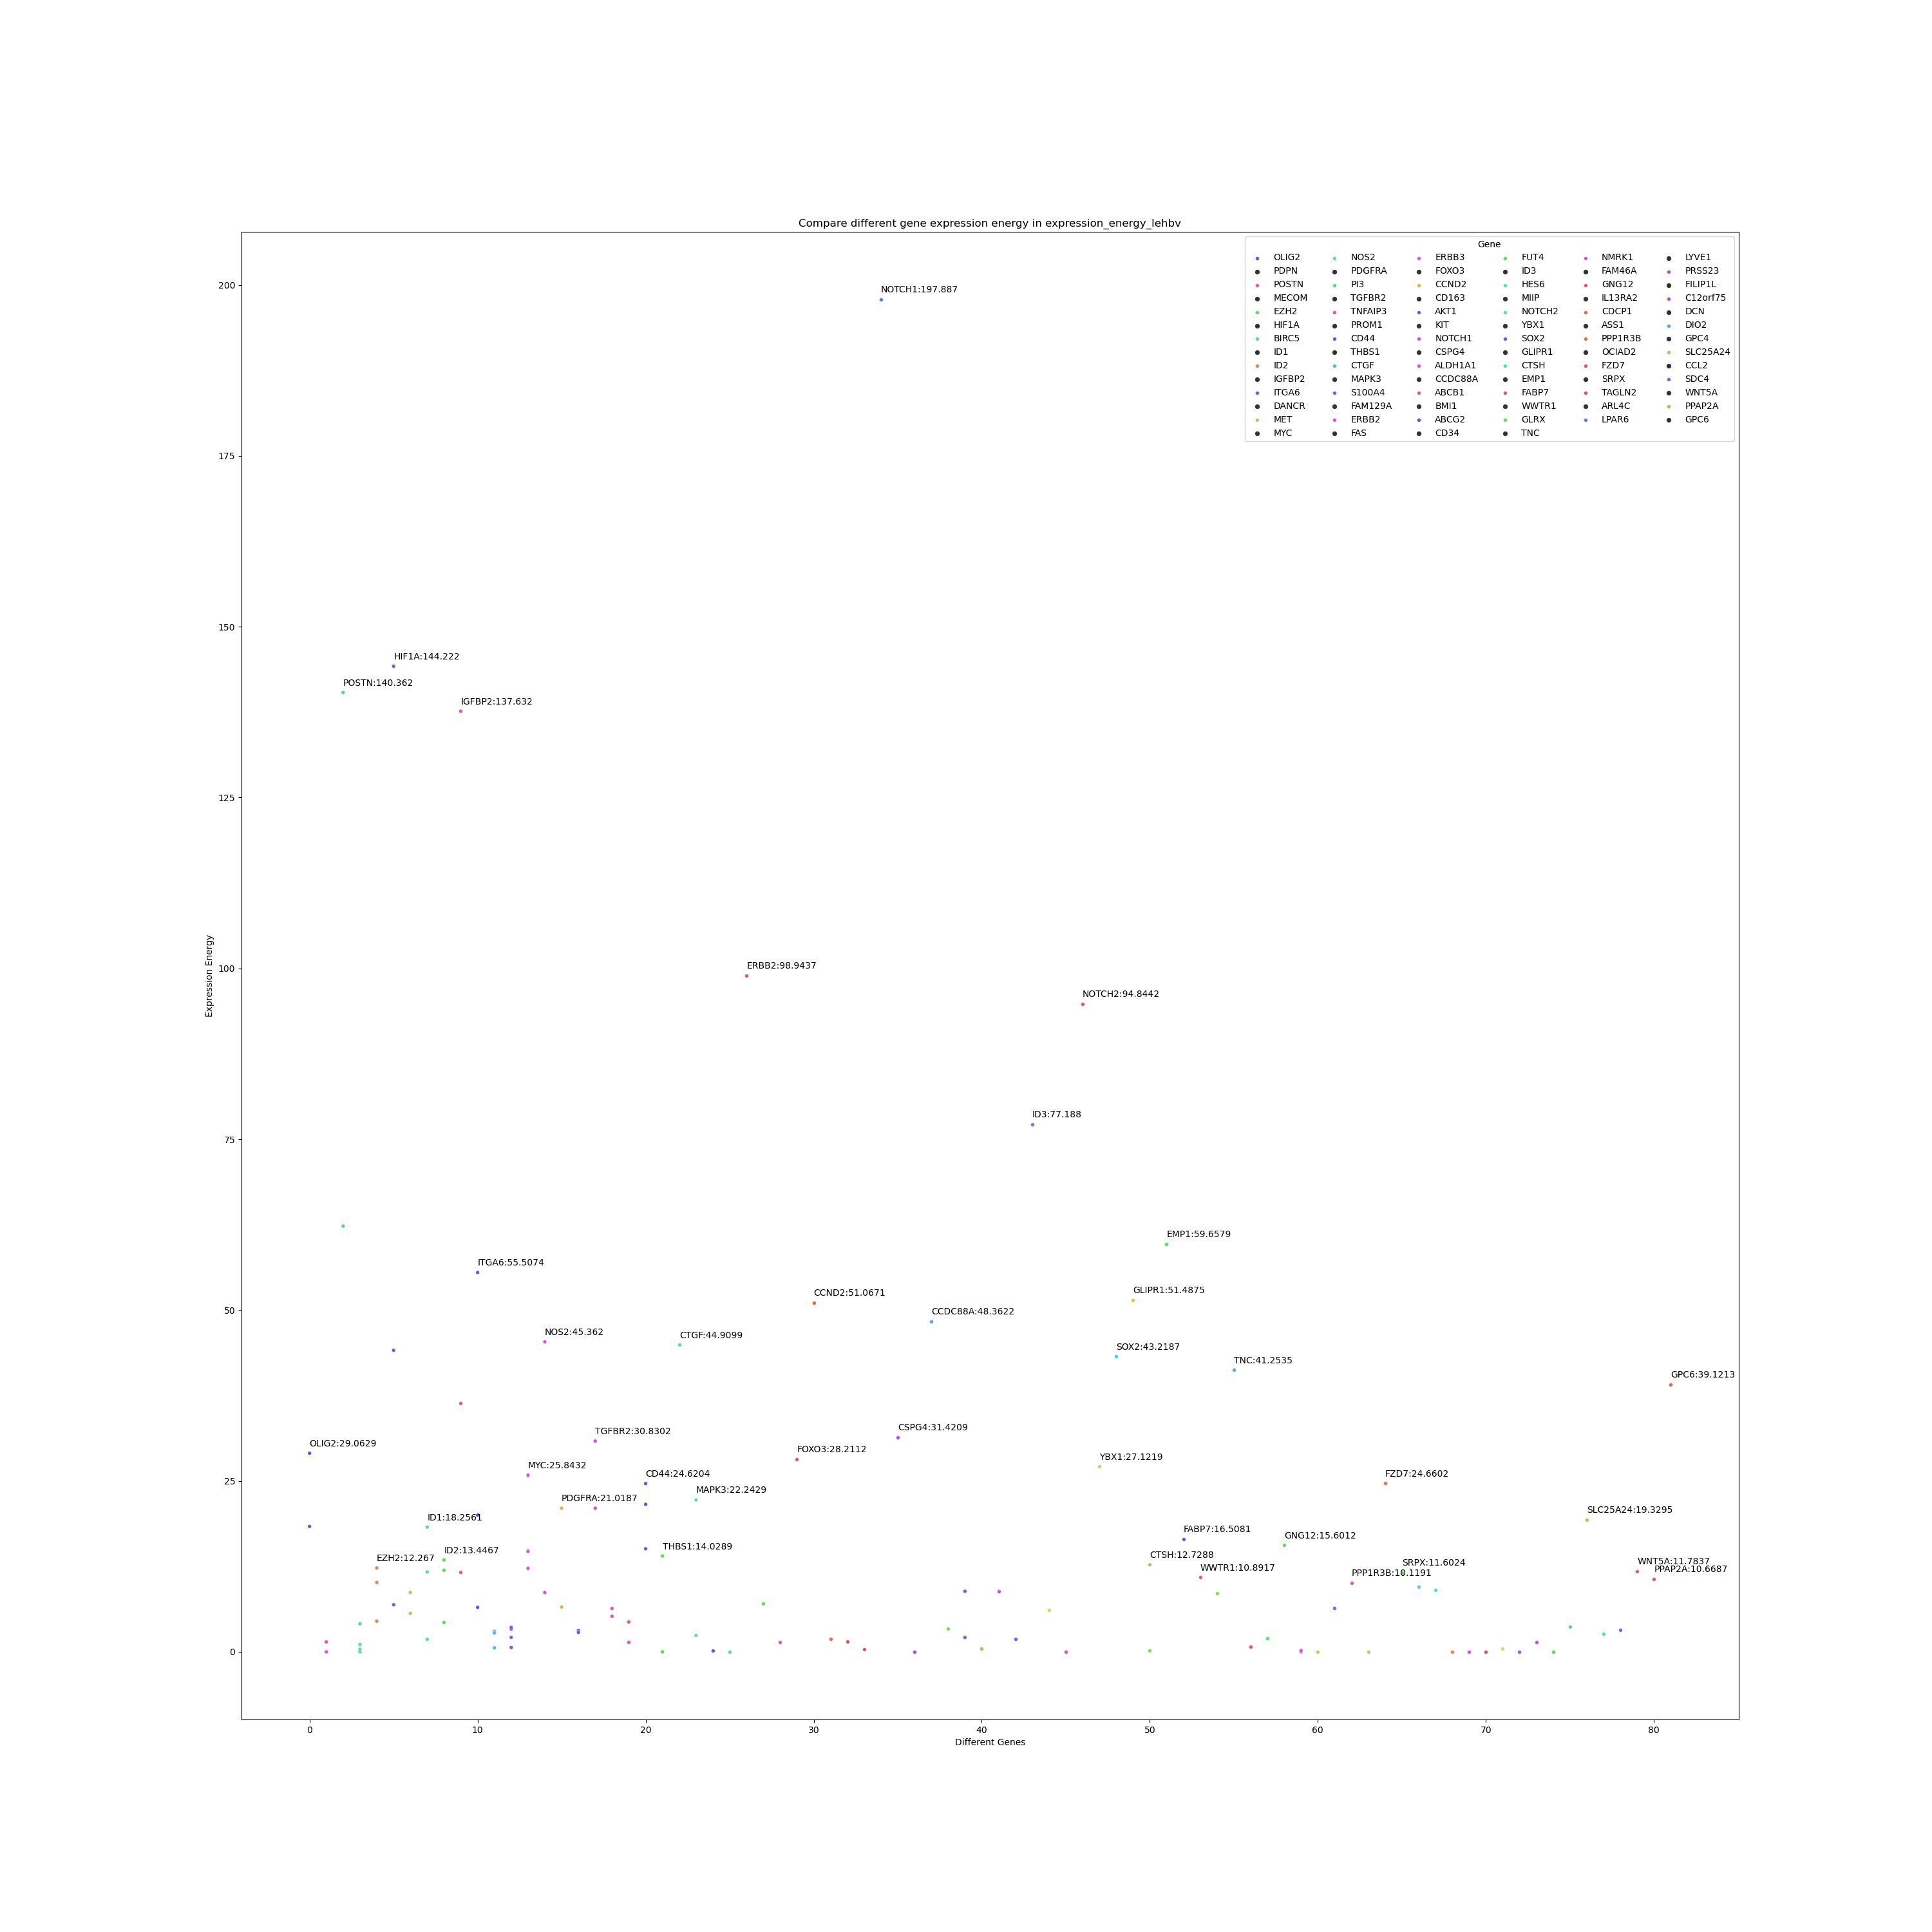 Compare different gene expression energy in expression_energy_lehbv
Gene
OLIG2 NOS2 ERBB3 FUT4 NMRK1 LYVE1
PDPN PDGFRA FOXO3 ID3 FAM46A PRSS23
POSTN PI3 CCND2 HES6 GNG12 FILIP1L
MECOM TGFBR2 CD163 MIIP IL13RA2 C12orf75
EZH2 TNFAIP3 AKT1 NOTCH2 CDCP1 DCN
HIF1A PROM1 KIT YBX1 ASS1 DIO2
BIRC5 CD44 NOTCH1 SOX2 PPP1R3B GPC4
ID1 THBS1 CSPG4 GLIPR1 OCIAD2 SLC25A24
ID2 CTGF ALDH1A1 CTSH FZD7 CCL2
IGFBP2 MAPK3 CCDC88A EMP1 SRPX SDC4
ITGA6 S100A4 ABCB1 FABP7 TAGLN2 WNT5A
DANCR FAM129A BMI1 WWTR1 ARL4C PPAP2A
MET ERBB2 ABCG2 GLRX LPAR6 GPC6
MYC FAS CD34 TNC
200
175
150
125
100
75
50
25
0
Expression Energy
NOTCH1:197.887
HIF1A:144.222
POSTN:140.362
IGFBP2:137.632
ERBB2:98.9437
NOTCH2:94.8442
ID3:77.188
EMP1:59.6579
ITGA6:55.5074
GLIPR1:51.4875
CCND2:51.0671
CCDC88A:48.3622
NOS2:45.362
CTGF:44.9099
SOX2:43.2187
TNC:41.2535
GPC6:39.1213
CSPG4:31.4209
TGFBR2:30.8302
OLIG2:29.0629
FOXO3:28.2112
YBX1:27.1219
MYC:25.8432
CD44:24.6204
FZD7:24.6602
MAPK3:22.2429
PDGFRA:21.0187
SLC25A24:19.3295
ID1:18.2561
FABP7:16.5081
GNG12:15.6012
THBS1:14.0289
ID2:13.4467
CTSH:12.7288
EZH2:12.267
WNT5A:11.7837
SRPX:11.6024
WWTR1:10.8917
PPAP2A:10.6687
PPP1R3B:10.1191
0 10 20 30 40 50 60 70 80
Different Genes